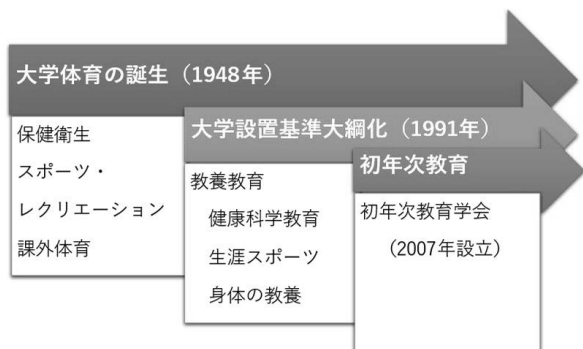 大学体育の誕生（1948年）
保健衛生
スポーツ・
レクリエーション
課外体育
大学設置基準大綱化（1991年）
教養教育
健康科学教育
生涯スポーツ
身体の教養
初年次教育
初年次教育学会
（2007年設立）